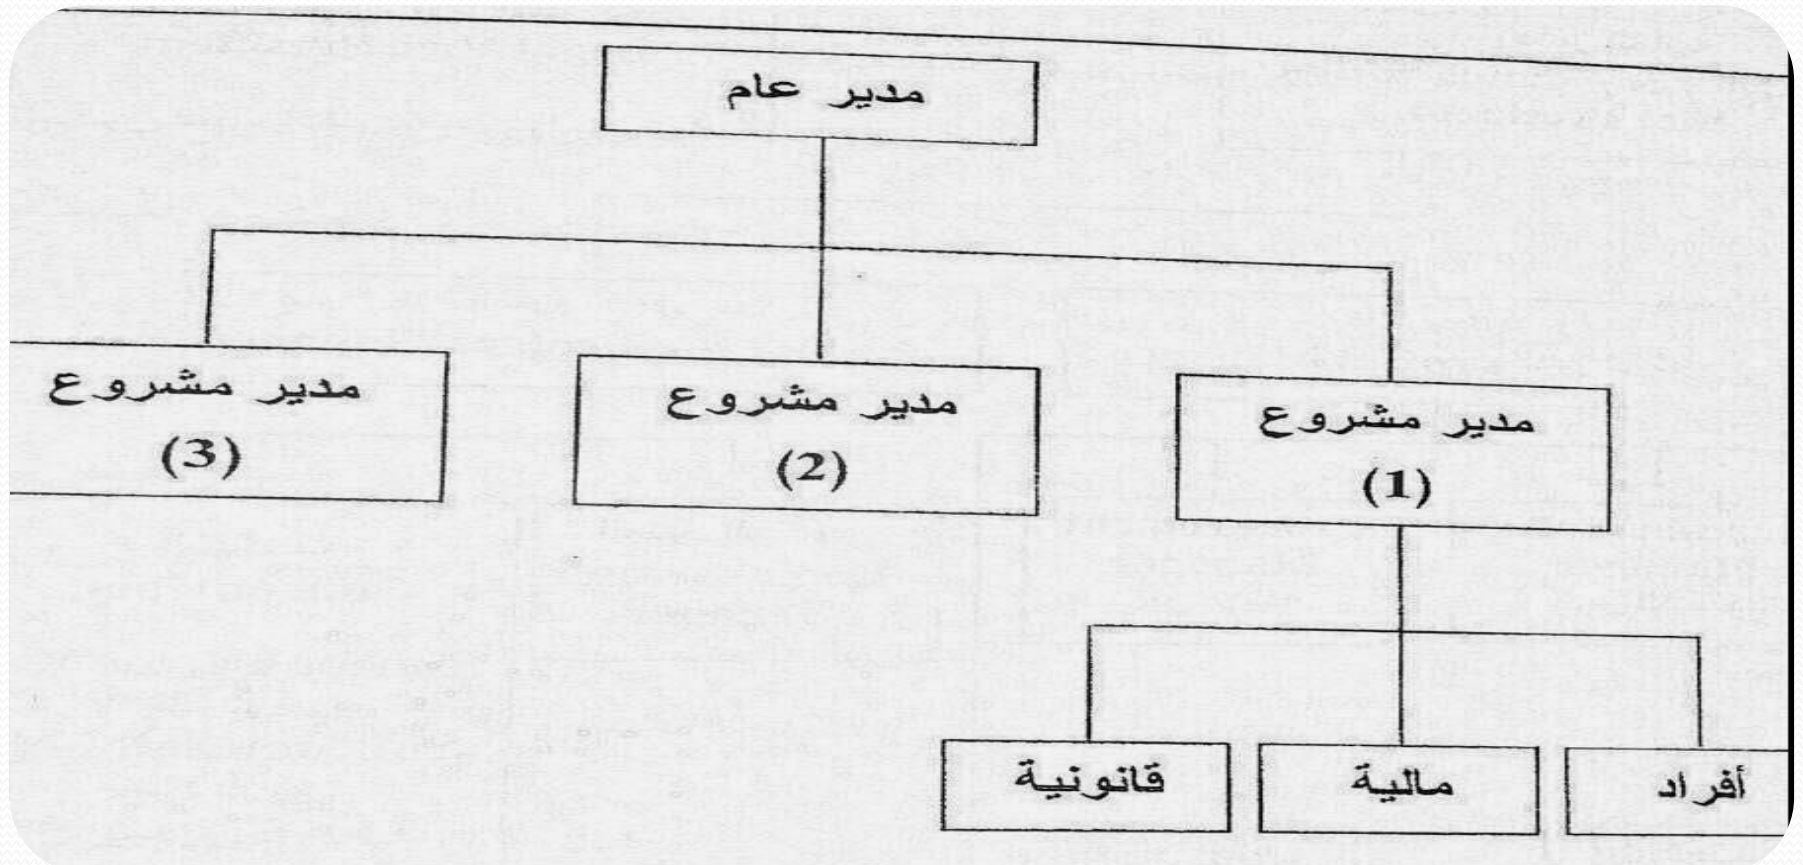 مدير عام
مدير مشروع
(1)
مدير مشروع
(2)
مدير مشروع
(3)
أفراد
مالية
قانونية